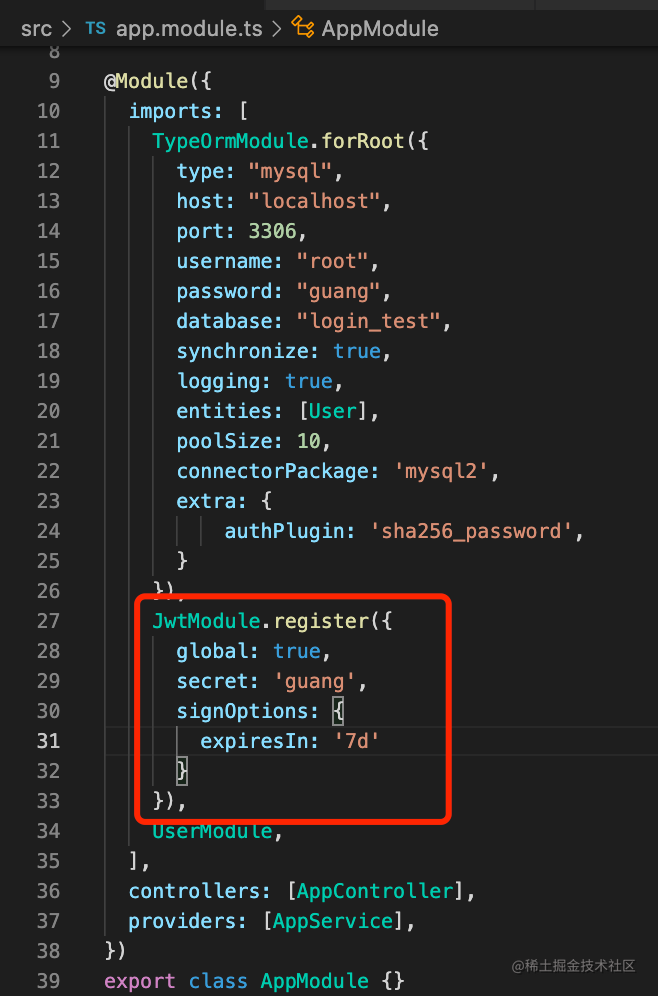 src > TS app.module.ts > AppModule
8
9 @Module({
10 imports: [
11 TypeOrmModule.forRoot({
12 type: "mysql",
13 host: "localhost",
14 port: 3306,
15 username: "root",
16 password: "guang",
17 database: "login_test",
18 synchronize: true,
19 logging: true,
20 entities: [User],
21 poolSize: 10,
22 connectorPackage: 'mysql2',
23 extra: {
24 authPlugin: 'sha256_password',
25 }
26 }),
27 JwtModule.register({
28 global: true,
29 secret: 'guang',
30 signOptions: {
31 expiresIn: '7d'
32 }
33 }),
34 UserModule,
35 ],
36 controllers: [AppController],
37 providers: [AppService],
38 })
39 export class AppModule {}
@稀土掘金技术社区